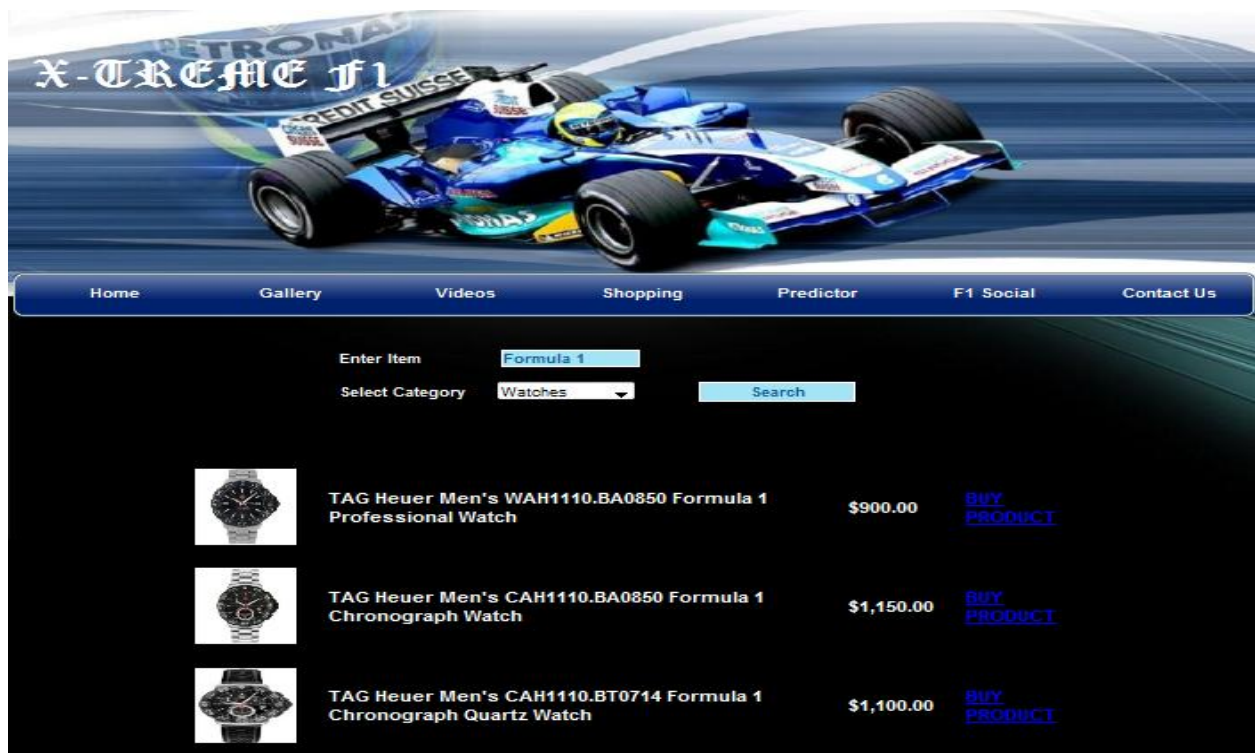 PETRONAS
X-TREME F1
CREDIT SUISSE
CREDIT
SUISSE
Home Gallery Videos Shopping Predictor F1 Social Contact Us
Enter Item Formula 1
Select Category Watches Search
TAG Heuer Men's WAH1110.BA0850 Formula 1
Professional Watch
$900.00
BUY
PRODUCT
TAG Heuer Men's CAH1110.BA0850 Formula 1
Chronograph Watch
$1,150.00
BUY
PRODUCT
TAG Heuer Men's CAH1110.BT0714 Formula 1
Chronograph Quartz Watch
$1,100.00
BUY
PRODUCT